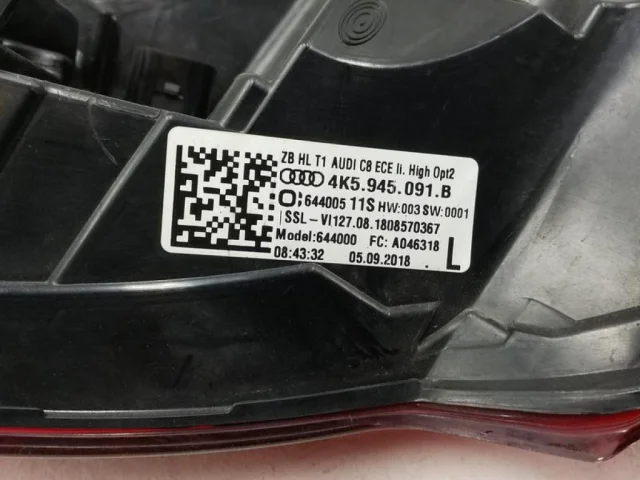 ZB HL T1 AUDI C8 ECE li. High Opt2
4K5.945.091.B
644005 11S HW:003 SW:0001
SSL-VI127.08.1808570367
Model:644000 FC: A046318
08:43:32 05.09.2018 L